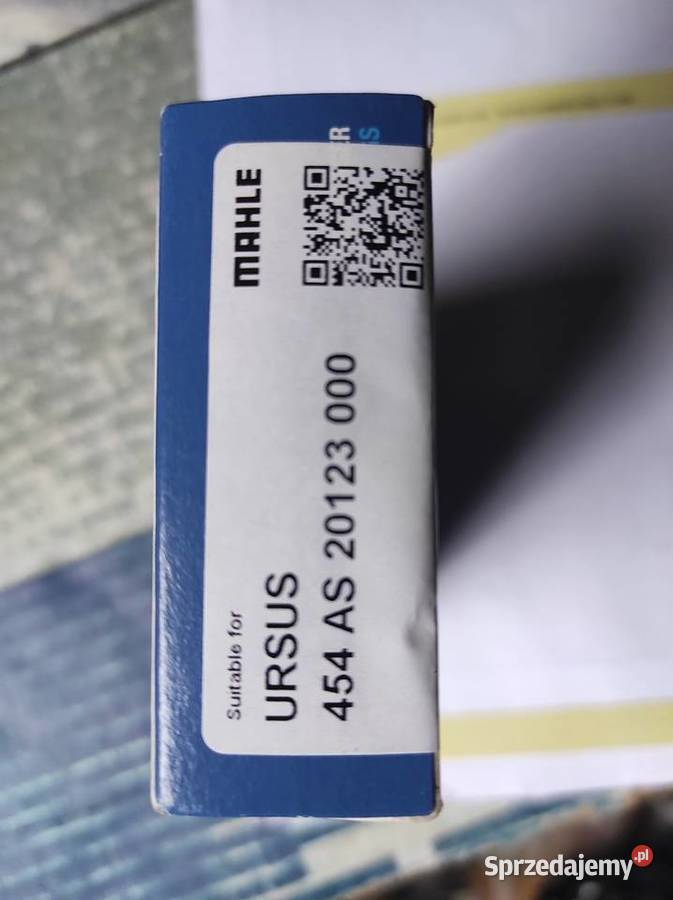 MAHLE
Suitable for
URSUS
454 AS 20123 000
Sprzedajemy.pl